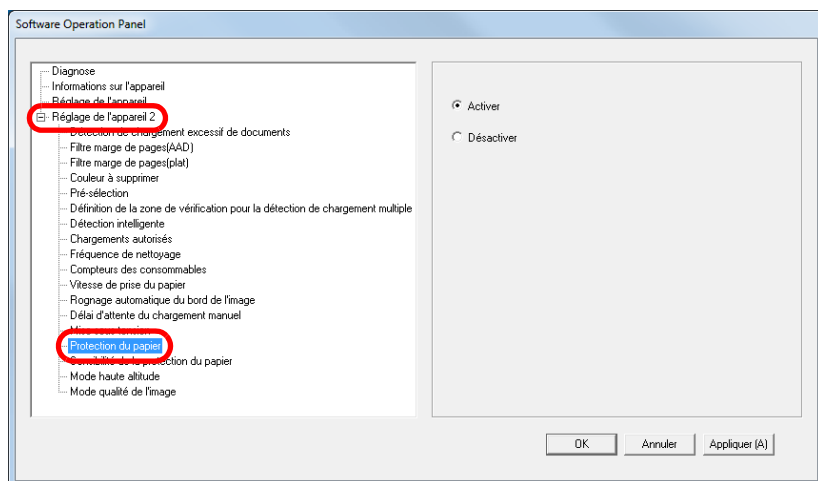 Software Operation Panel
Diagnose
Informations sur l'appareil
Réglage de l'appareil
Réglage de l'appareil 2
Détection de chargement excessif de documents
Filtre marge de pages(AAD)
Filtre marge de pages(plat)
Couleur à supprimer
Pré-sélection
Définition de la zone de vérification pour la détection de chargement multiple
Détection intelligente
Chargements autorisés
Fréquence de nettoyage
Compteurs des consommables
Vitesse de prise du papier
Rognage automatique du bord de l'image
Délai d'attente du chargement manuel
Mise sous tension
Protection du papier
Sensibilité de la protection du papier
Mode haute altitude
Mode qualité de l'image
Activer
Désactiver
OK
Annuler
Appliquer (A)